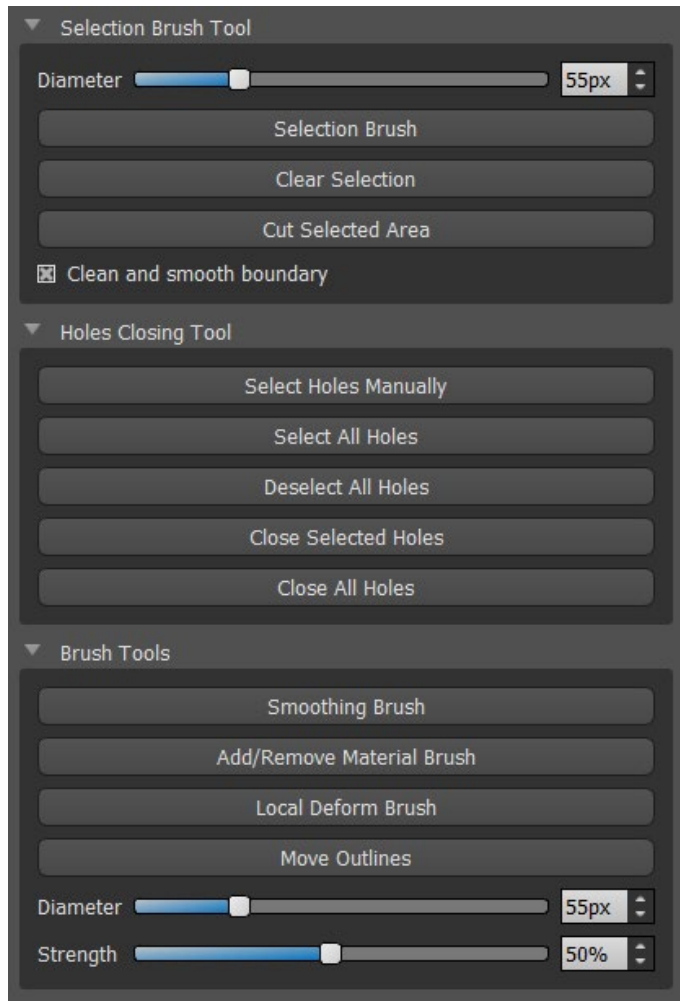 Selection Brush Tool
Diameter 55px
Selection Brush
Clear Selection
Cut Selected Area
Clean and smooth boundary
Holes Closing Tool
Select Holes Manually
Select All Holes
Deselect All Holes
Close Selected Holes
Close All Holes
Brush Tools
Smoothing Brush
Add/Remove Material Brush
Local Deform Brush
Move Outlines
Diameter 55px
Strength 50%